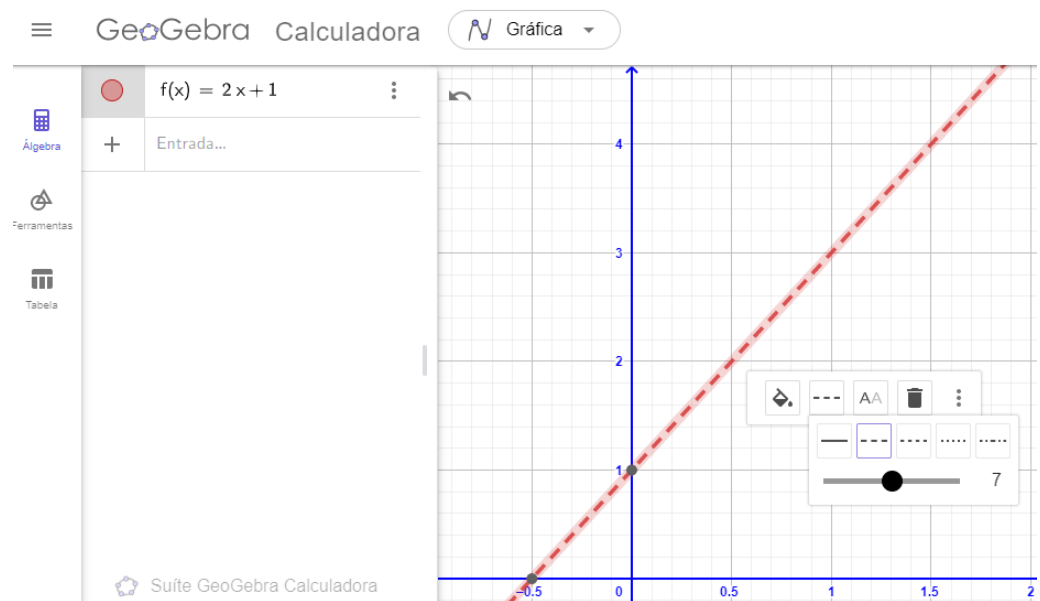 GeoGebra Calculadora Gráfica
f(x) = 2 x + 1
Álgebra
+ Entrada...
Ferramentas
Tabela
4
3
2
1
AA
7
-0.5 0 0.5 1 1.5 2
Suíte GeoGebra Calculadora